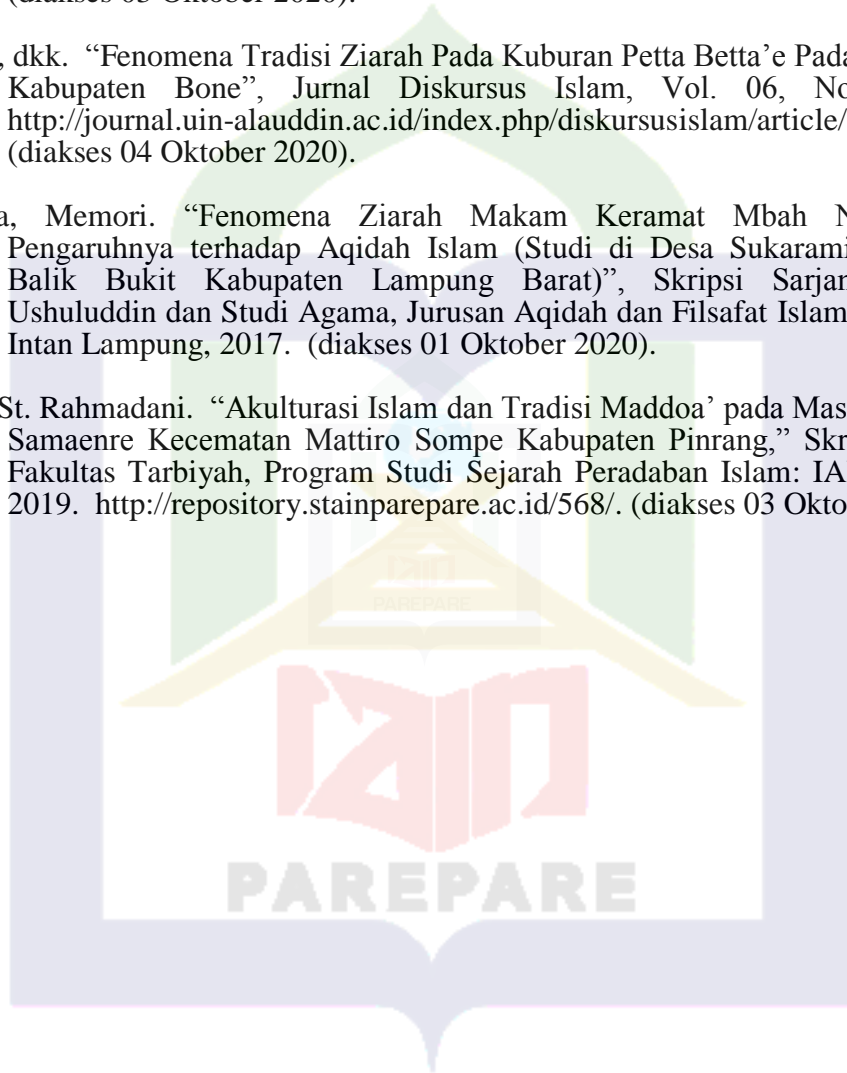 (diakses 03 Oktober 2020).
, dkk. “Fenomena Tradisi Ziarah Pada Kuburan Petta Betta’e Pada
Kabupaten Bone”, Jurnal Diskursus Islam, Vol. 06, No
http://journal.uin-alauddin.ac.id/index.php/diskursusislam/article/
(diakses 04 Oktober 2020).
a, Memori. “Fenomena Ziarah Makam Keramat Mbah N
Pengaruhnya terhadap Aqidah Islam (Studi di Desa Sukarami
Balik Bukit Kabupaten Lampung Barat)”, Skripsi Sarjan
Ushuluddin dan Studi Agama, Jurusan Aqidah dan Filsafat Islam
Intan Lampung, 2017. (diakses 01 Oktober 2020).
St. Rahmadani. “Akulturasi Islam dan Tradisi Maddoa’ pada Mas
Samaenre Kecematan Mattiro Sompe Kabupaten Pinrang,” Skr
Fakultas Tarbiyah, Program Studi Sejarah Peradaban Islam: IA
2019. http://repository.stainparepare.ac.id/568/. (diakses 03 Okto
iain
PAREPARE
iain
PAREPARE